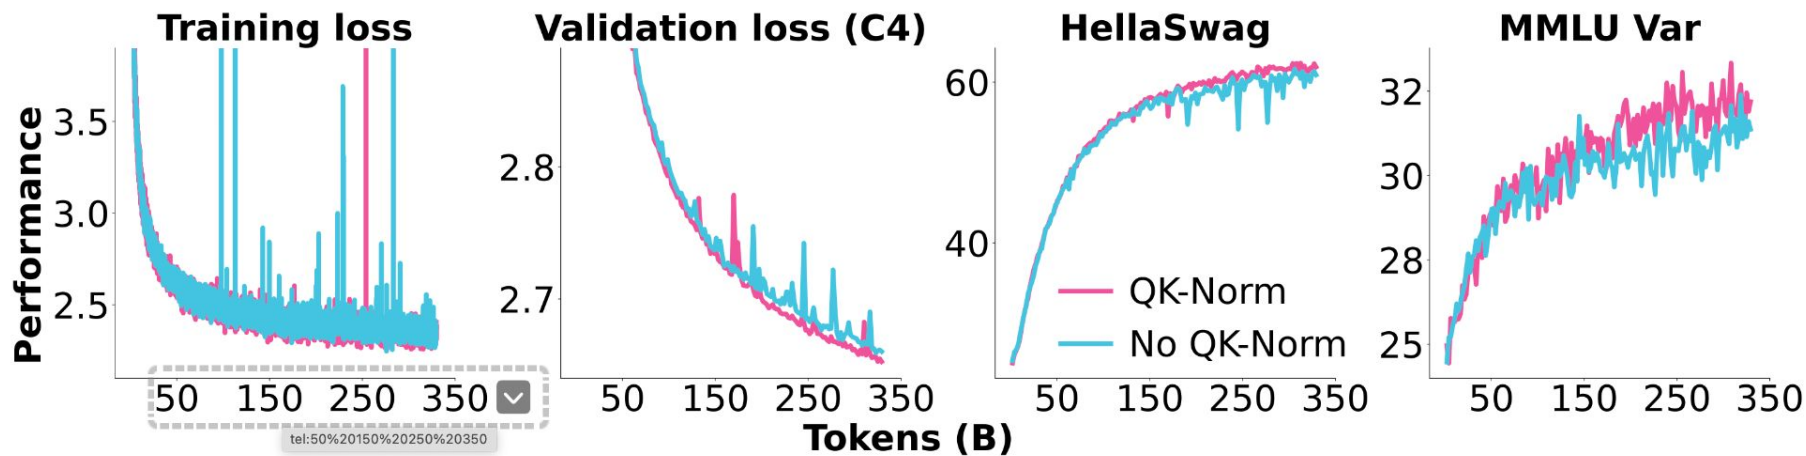 Training loss
Validation loss (C4)
HellaSwag
MMLU Var
Performance
3.5
3.0
2.5
50 150 250 350
tel:50%20150%20250%20350
2.8
2.7
50 150 250 350
60
40
QK-Norm
No QK-Norm
50 150 250 350
32
30
28
25
50 150 250 350
Tokens (B)